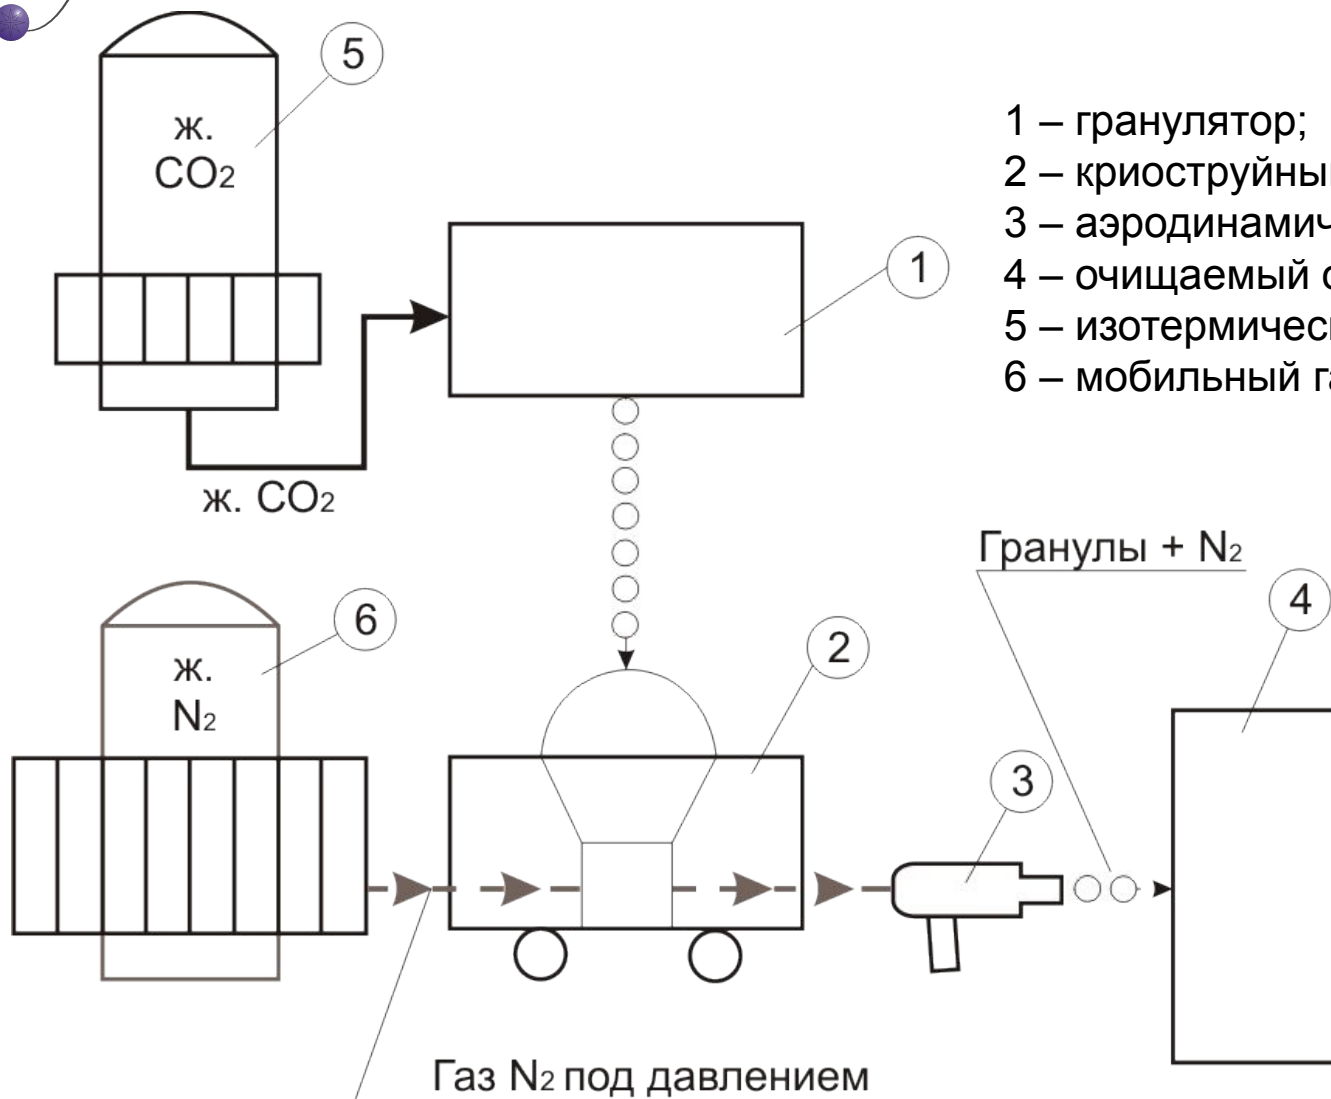 5
ж.
CO2
1 – гранулятор;
2 – криоструйны
3 – аэродинамич
4 – очищаемый
5 – изотермичес
6 – мобильный га
1
ж. CO2
Гранулы + N2
4
6
ж.
N2
2
3
Газ N2 под давлением